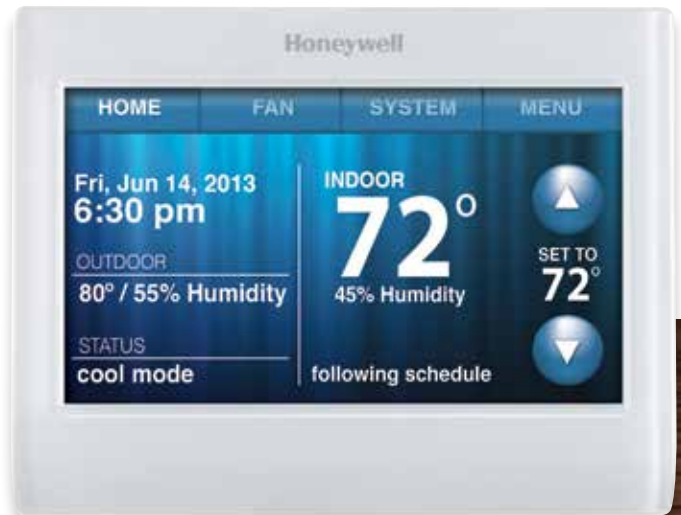 Honeywell
HOME FAN SYSTEM MENU
Fri, Jun 14, 2013
6:30 pm
OUTDOOR
80° / 55% Humidity
STATUS
cool mode
INDOOR
72°
45% Humidity
following schedule
SET TO
72°